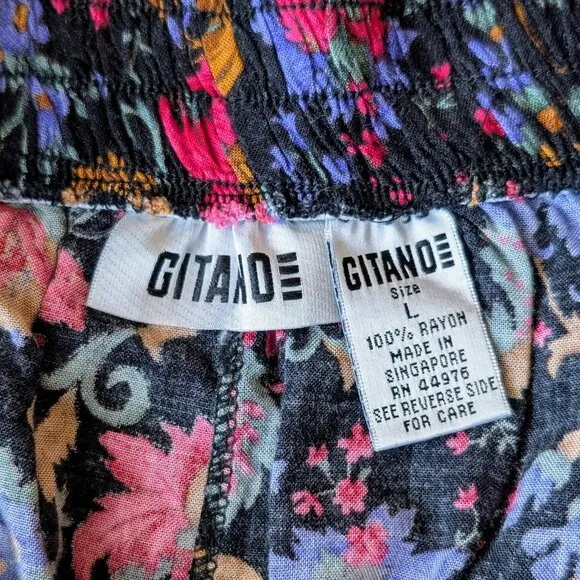 GITANO
GITANO
Size
L
100% RAYON
MADE IN
SINGAPORE
RN 44976
SEE REVERSE SIDE
FOR CARE